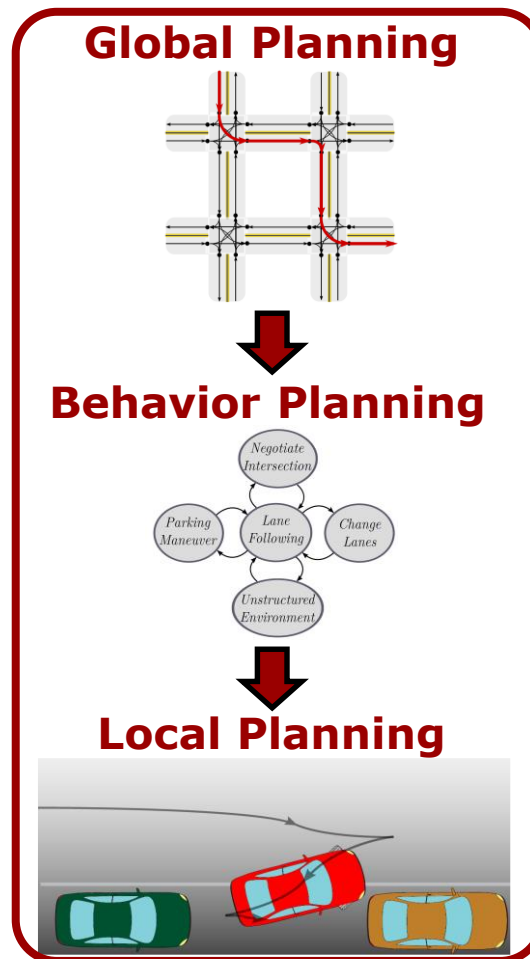 Global Planning
Behavior Planning
Negotiate
Intersection
Parking
Maneuver
Lane
Following
Change
Lanes
Unstructured
Environment
Local Planning